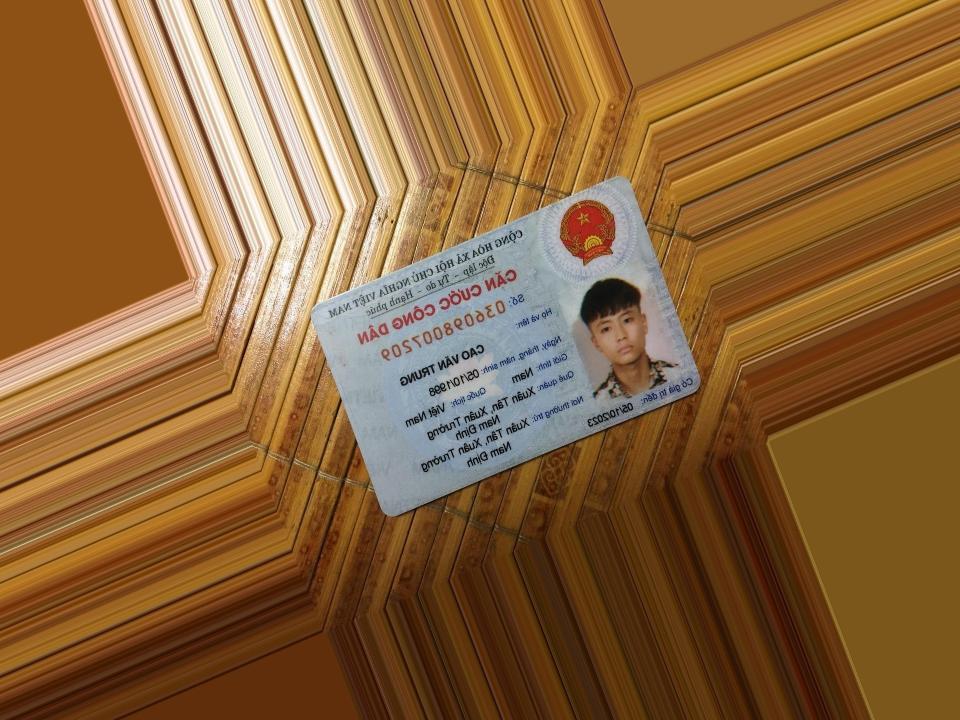 CỘNG HÒA XÃ HỘI CHỦ NGHĨA VIỆT NAM
Độc lập - Tự do - Hạnh phúc
CĂN CƯỚC CÔNG DÂN
Số: 036098007209
Họ và tên:
CAO VĂN TRUNG
Ngày, tháng, năm sinh: 05/10/1998
Giới tính: Nam Quốc tịch: Việt Nam
Quê quán: Xuân Tân, Xuân Trường
Nam Định
Nơi thường trú: Xuân Tân, Xuân Trường
Nam Định
Có giá trị đến: 05/10/2023